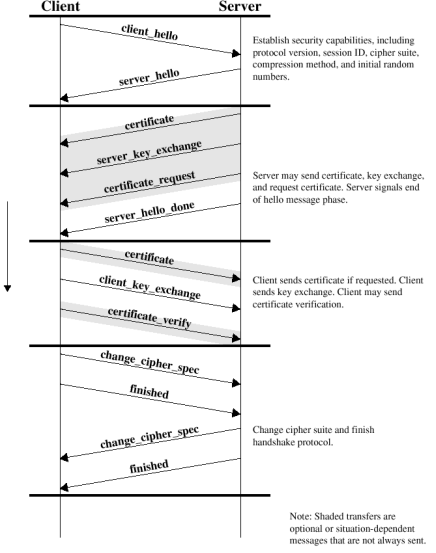 Client Server
client_hello
server_hello
Establish security capabilities, including
protocol version, session ID, cipher suite,
compression method, and initial random
numbers.
certificate
server_key_exchange
certificate_request
server_hello_done
Server may send certificate, key exchange,
and request certificate. Server signals end
of hello message phase.
certificate
client_key_exchange
certificate_verify
Client sends certificate if requested. Client
sends key exchange. Client may send
certificate verification.
change_cipher_spec
finished
change_cipher_spec
finished
Change cipher suite and finish
handshake protocol.
Note: Shaded transfers are
optional or situation-dependent
messages that are not always sent.